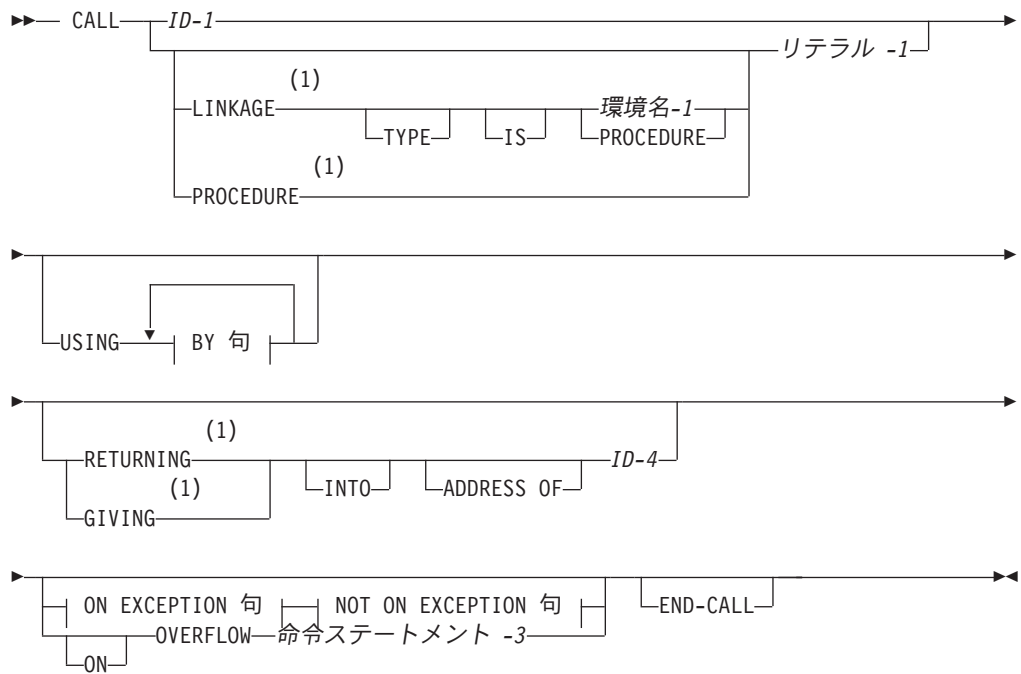 CALL ID-1
リテラル -1
(1)
LINKAGE 環境名-1
TYPE IS PROCEDURE
(1)
PROCEDURE
USING BY 句
(1)
RETURNING ID-4
(1) INTO ADDRESS OF
GIVING
ON EXCEPTION 句 NOT ON EXCEPTION 句 END-CALL
OVERFLOW 命令ステートメント -3
ON